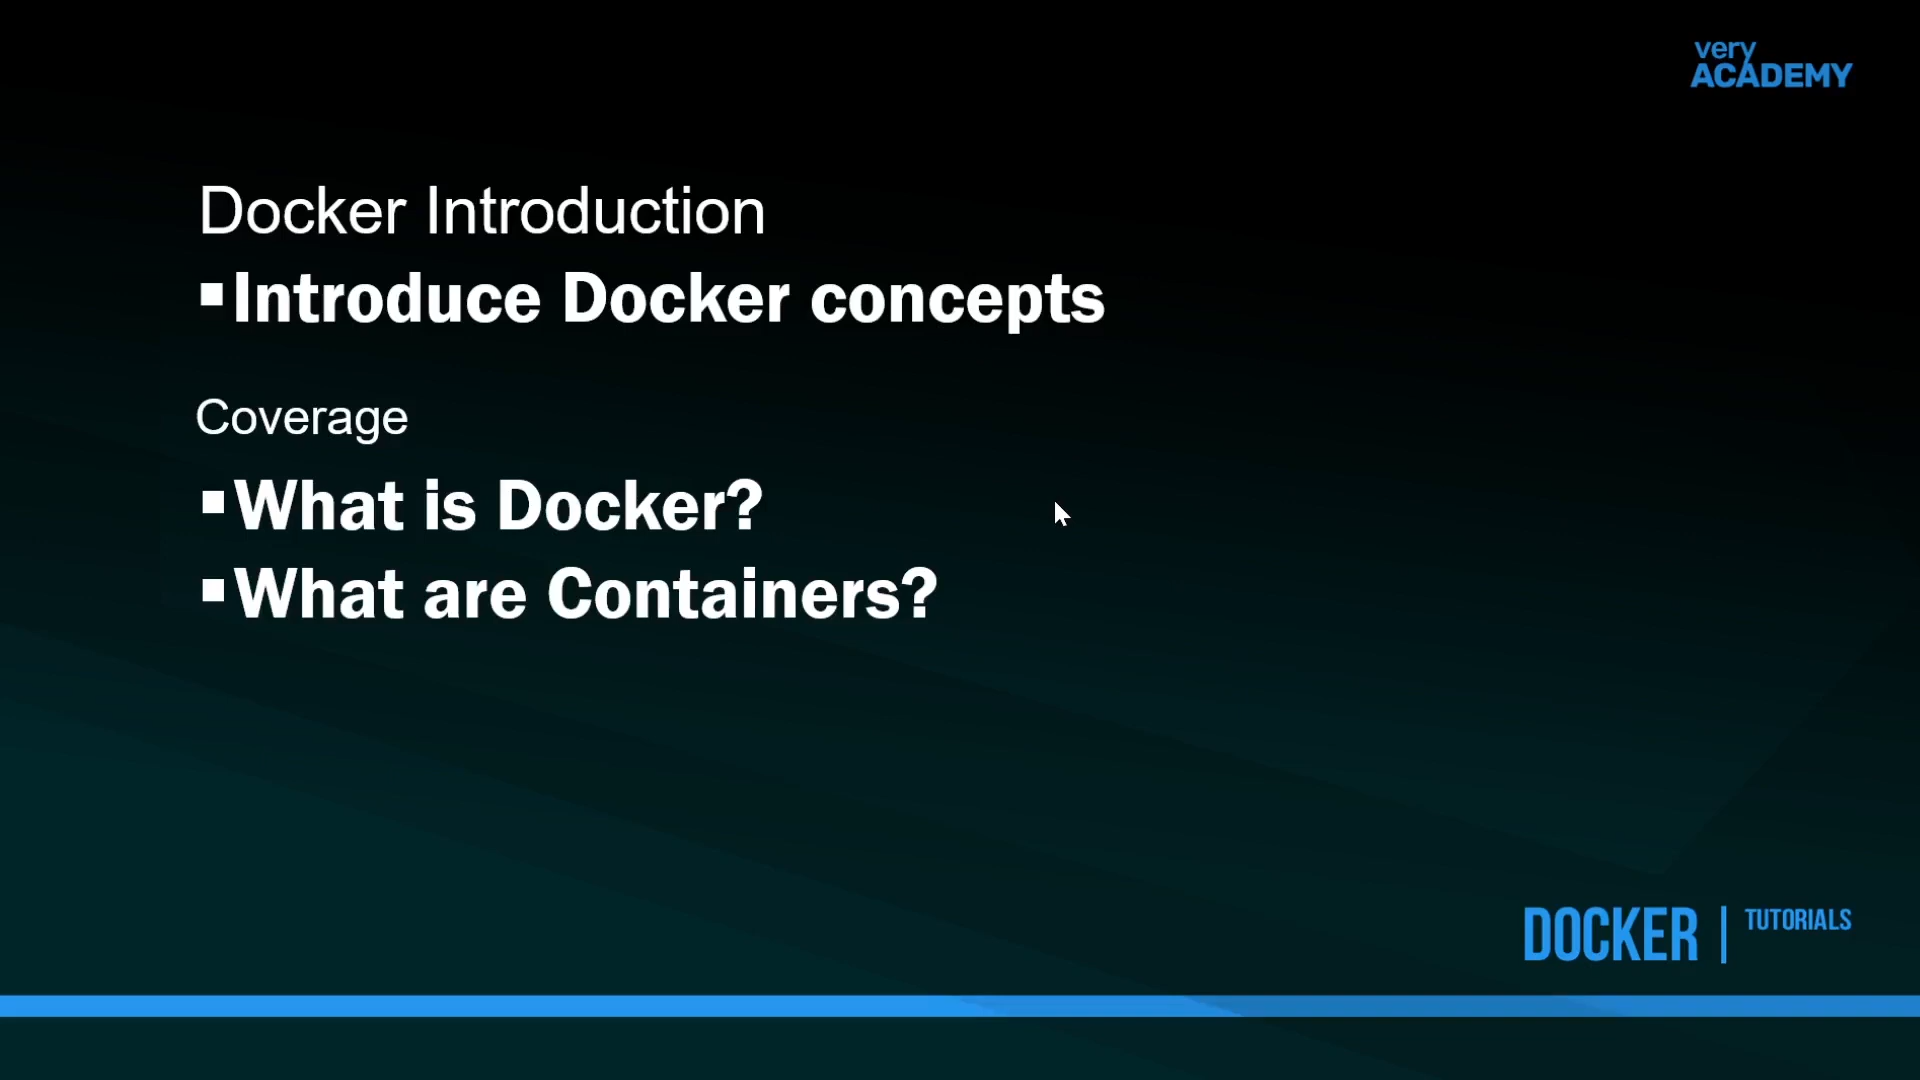 very
ACADEMY
Docker Introduction
▪Introduce Docker concepts
Coverage
▪What is Docker?
▪What are Containers?
DOCKER | TUTORIALS